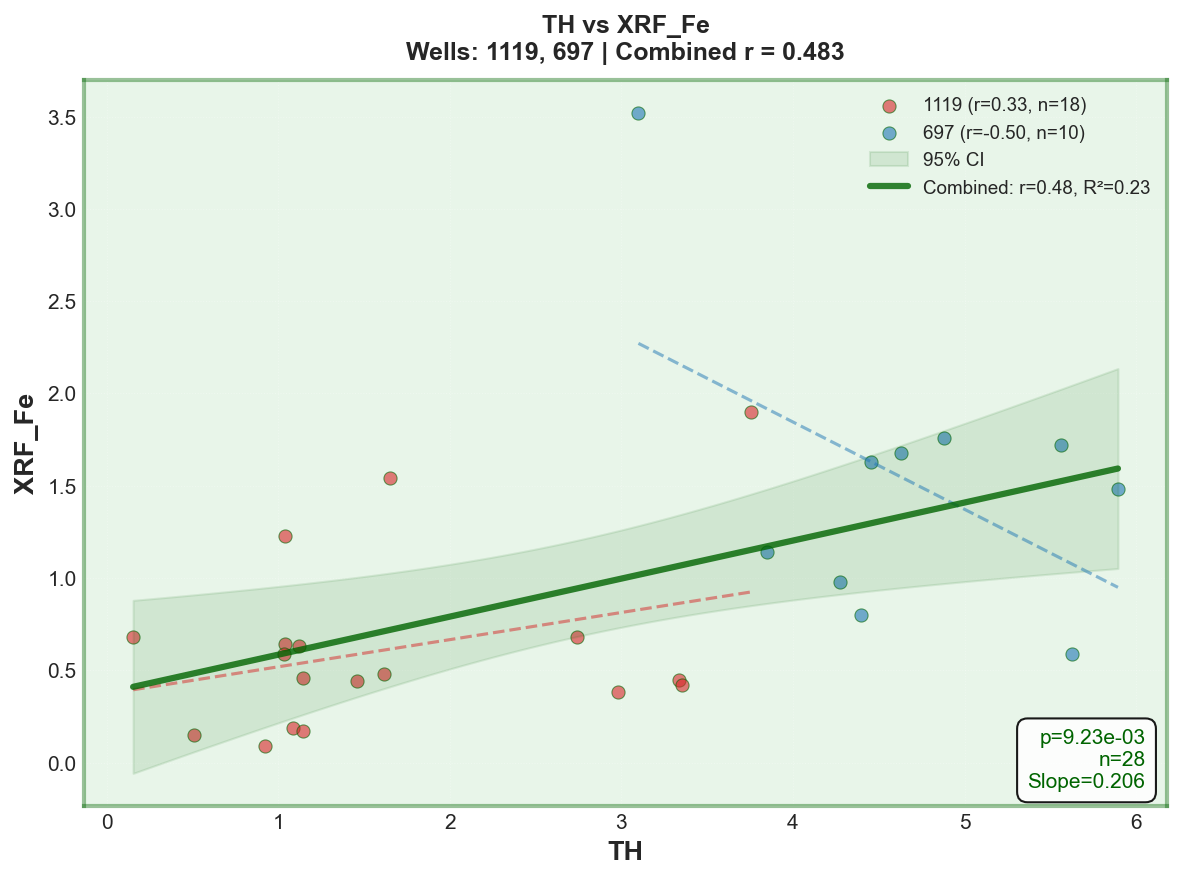 TH vs XRF_Fe
Wells: 1119, 697 | Combined r = 0.483
1119 (r=0.33, n=18)
697 (r=-0.50, n=10)
95% CI
Combined: r=0.48, R²=0.23
XRF_Fe
3.5
3.0
2.5
2.0
1.5
1.0
0.5
0.0
p=9.23e-03
n=28
Slope=0.206
0 1 2 3 4 5 6
TH